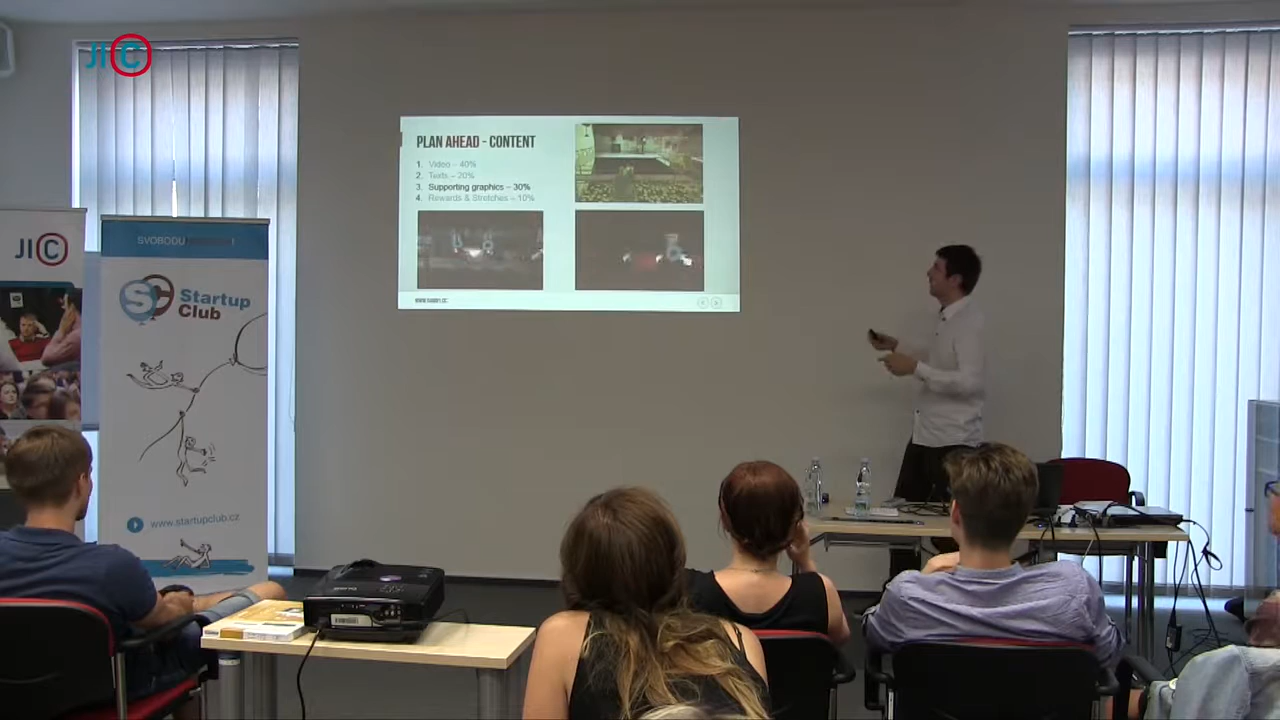 JIC
PLAN AHEAD - CONTENT
1. Video – 40%
2. Texts – 20%
3. Supporting graphics – 30%
4. Rewards & Stretches – 10%
JIC
SVOBODU
SC Startup
Club
www.startupclub.cz